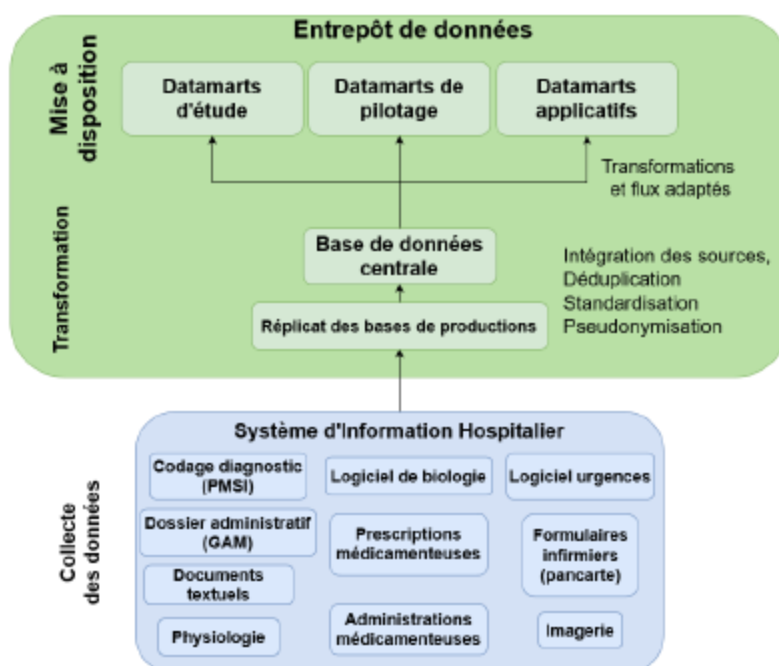 Entrepôt de données
Mise à
disposition
Datamarts
d'étude
Datamarts de
pilotage
Datamarts
applicatifs
Transformations
et flux adaptés
Transformation
Base de données
centrale
Intégration des sources,
Déduplication
Standardisation
Pseudonymisation
Réplicat des bases de productions
Système d'Information Hospitalier
Collecte
des données
Codage diagnostic
(PMSI)
Logiciel de biologie
Logiciel urgences
Dossier administratif
(GAM)
Prescriptions
médicamenteuses
Formulaires
infirmiers
(pancarte)
Documents
textuels
Physiologie
Administrations
médicamenteuses
Imagerie